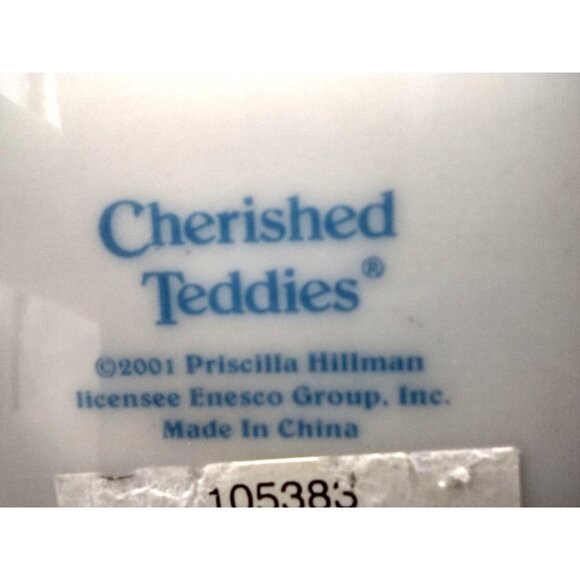 Cherished
Teddies®
©2001 Priscilla Hillman
licensee Enesco Group, Inc.
Made In China
105383